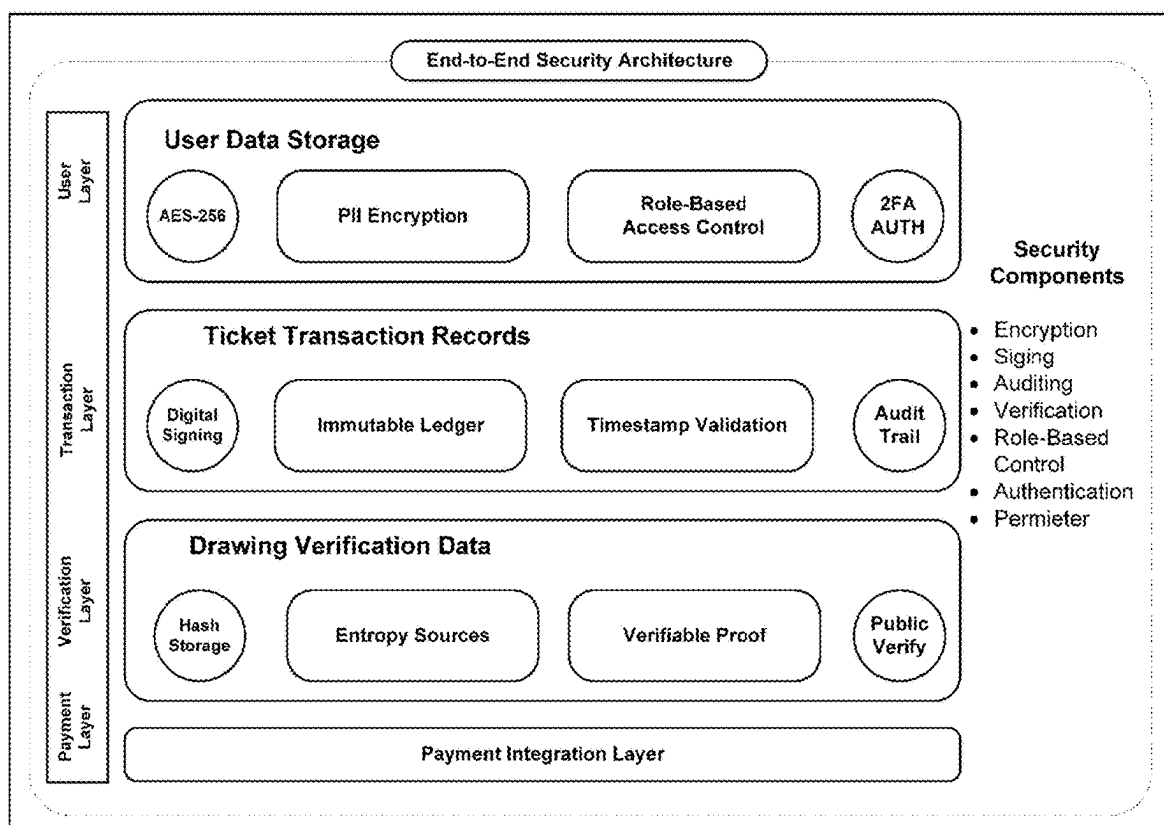 End-to-End Security Architecture
User
Layer
User Data Storage
AES-256
PII Encryption
Role-Based
Access Control
2FA
AUTH
Transaction
Layer
Ticket Transaction Records
Digital
Signing
Immutable Ledger
Timestamp Validation
Audit
Trail
Verification
Layer
Drawing Verification Data
Hash
Storage
Entropy Sources
Verifiable Proof
Public
Verify
Payment
Layer
Payment Integration Layer
Security
Components
• Encryption
• Siging
• Auditing
• Verification
• Role-Based
Control
• Authentication
• Permieter